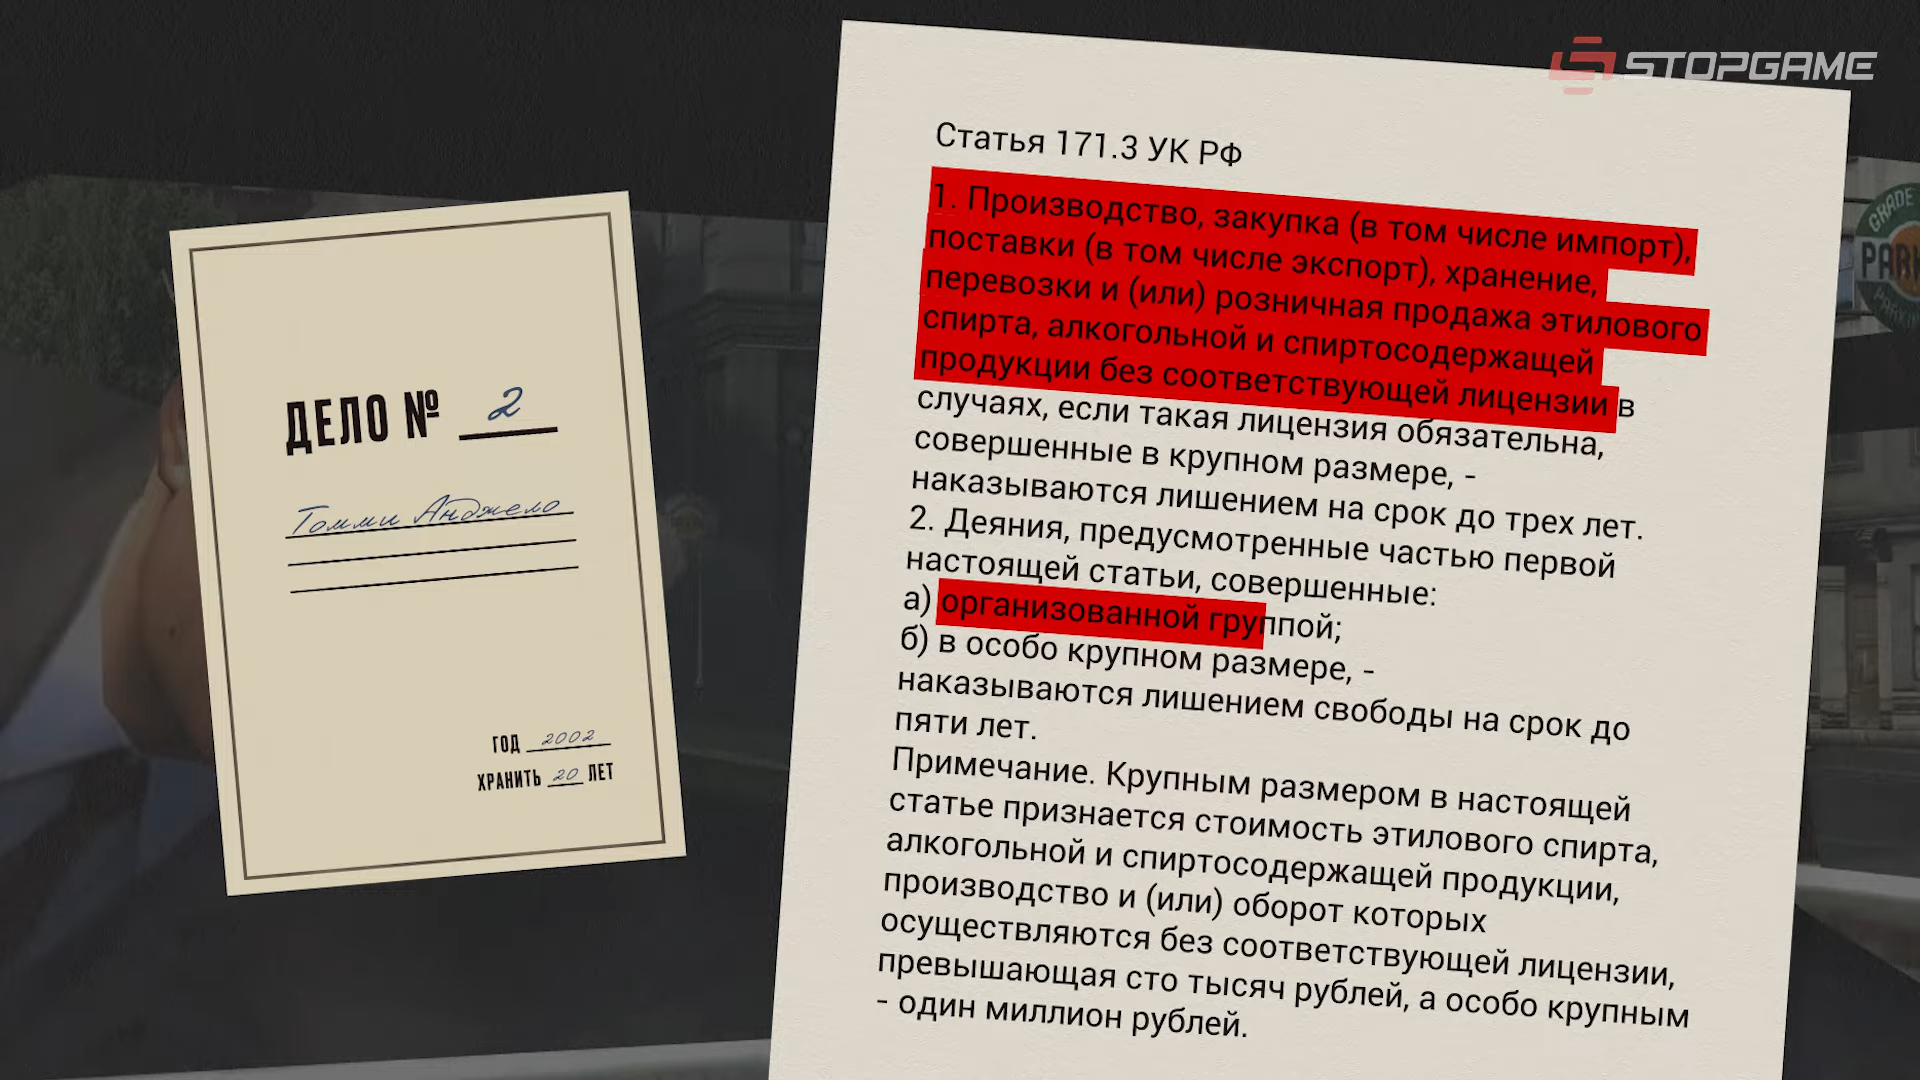 STOPGAME
ДЕЛО № 2
Томми Анджело
ГОД 2002
ХРАНИТЬ 20 ЛЕТ
Статья 171.3 УК РФ
1. Производство, закупка (в том числе импорт),
поставки (в том числе экспорт), хранение,
перевозки и (или) розничная продажа этилового
спирта, алкогольной и спиртосодержащей
продукции без соответствующей лицензии в
случаях, если такая лицензия обязательна,
совершенные в крупном размере, -
наказываются лишением на срок до трех лет.
2. Деяния, предусмотренные частью первой
настоящей статьи, совершенные:
а) организованной группой;
б) в особо крупном размере, -
наказываются лишением свободы на срок до
пяти лет.
Примечание. Крупным размером в настоящей
статье признается стоимость этилового спирта,
алкогольной и спиртосодержащей продукции,
производство и (или) оборот которых
осуществляются без соответствующей лицензии,
превышающая сто тысяч рублей, а особо крупным
- один миллион рублей.
GRADE